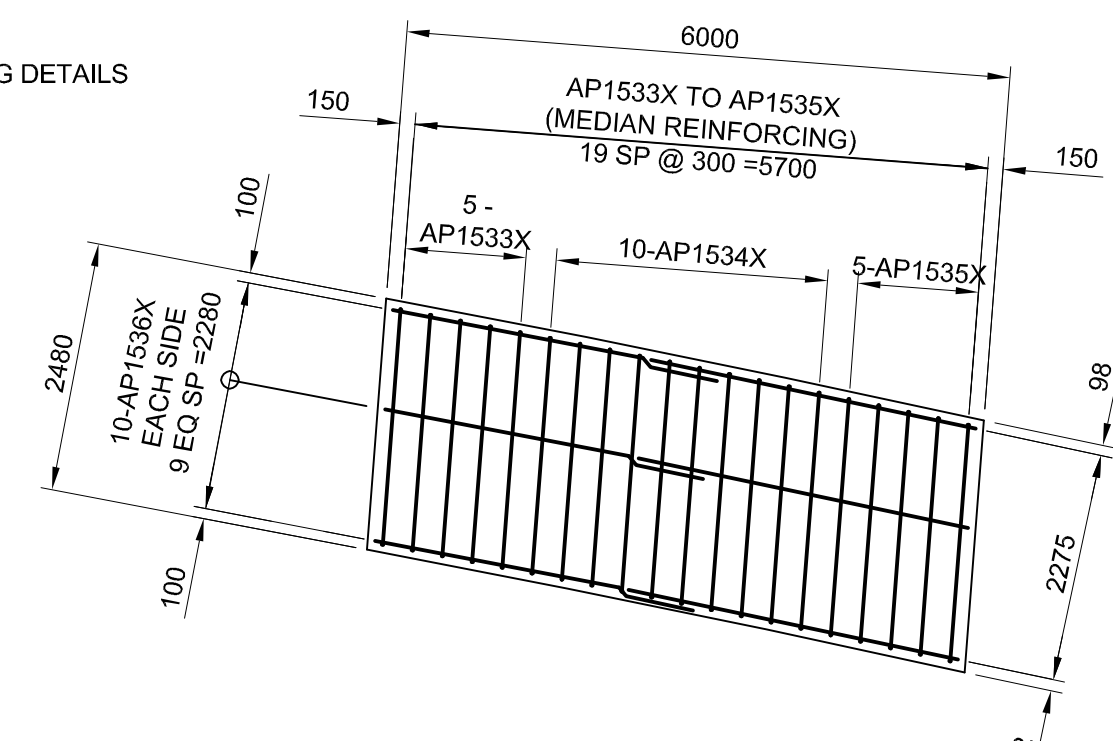 G DETAILS
6000
AP1533X TO AP1535X
(MEDIAN REINFORCING)
19 SP @ 300 =5700
150
150
5 -
AP1533X
10-AP1534X
5-AP1535X
100
2480
10-AP1536X
EACH SIDE
9 EQ SP =2280
100
98
2275